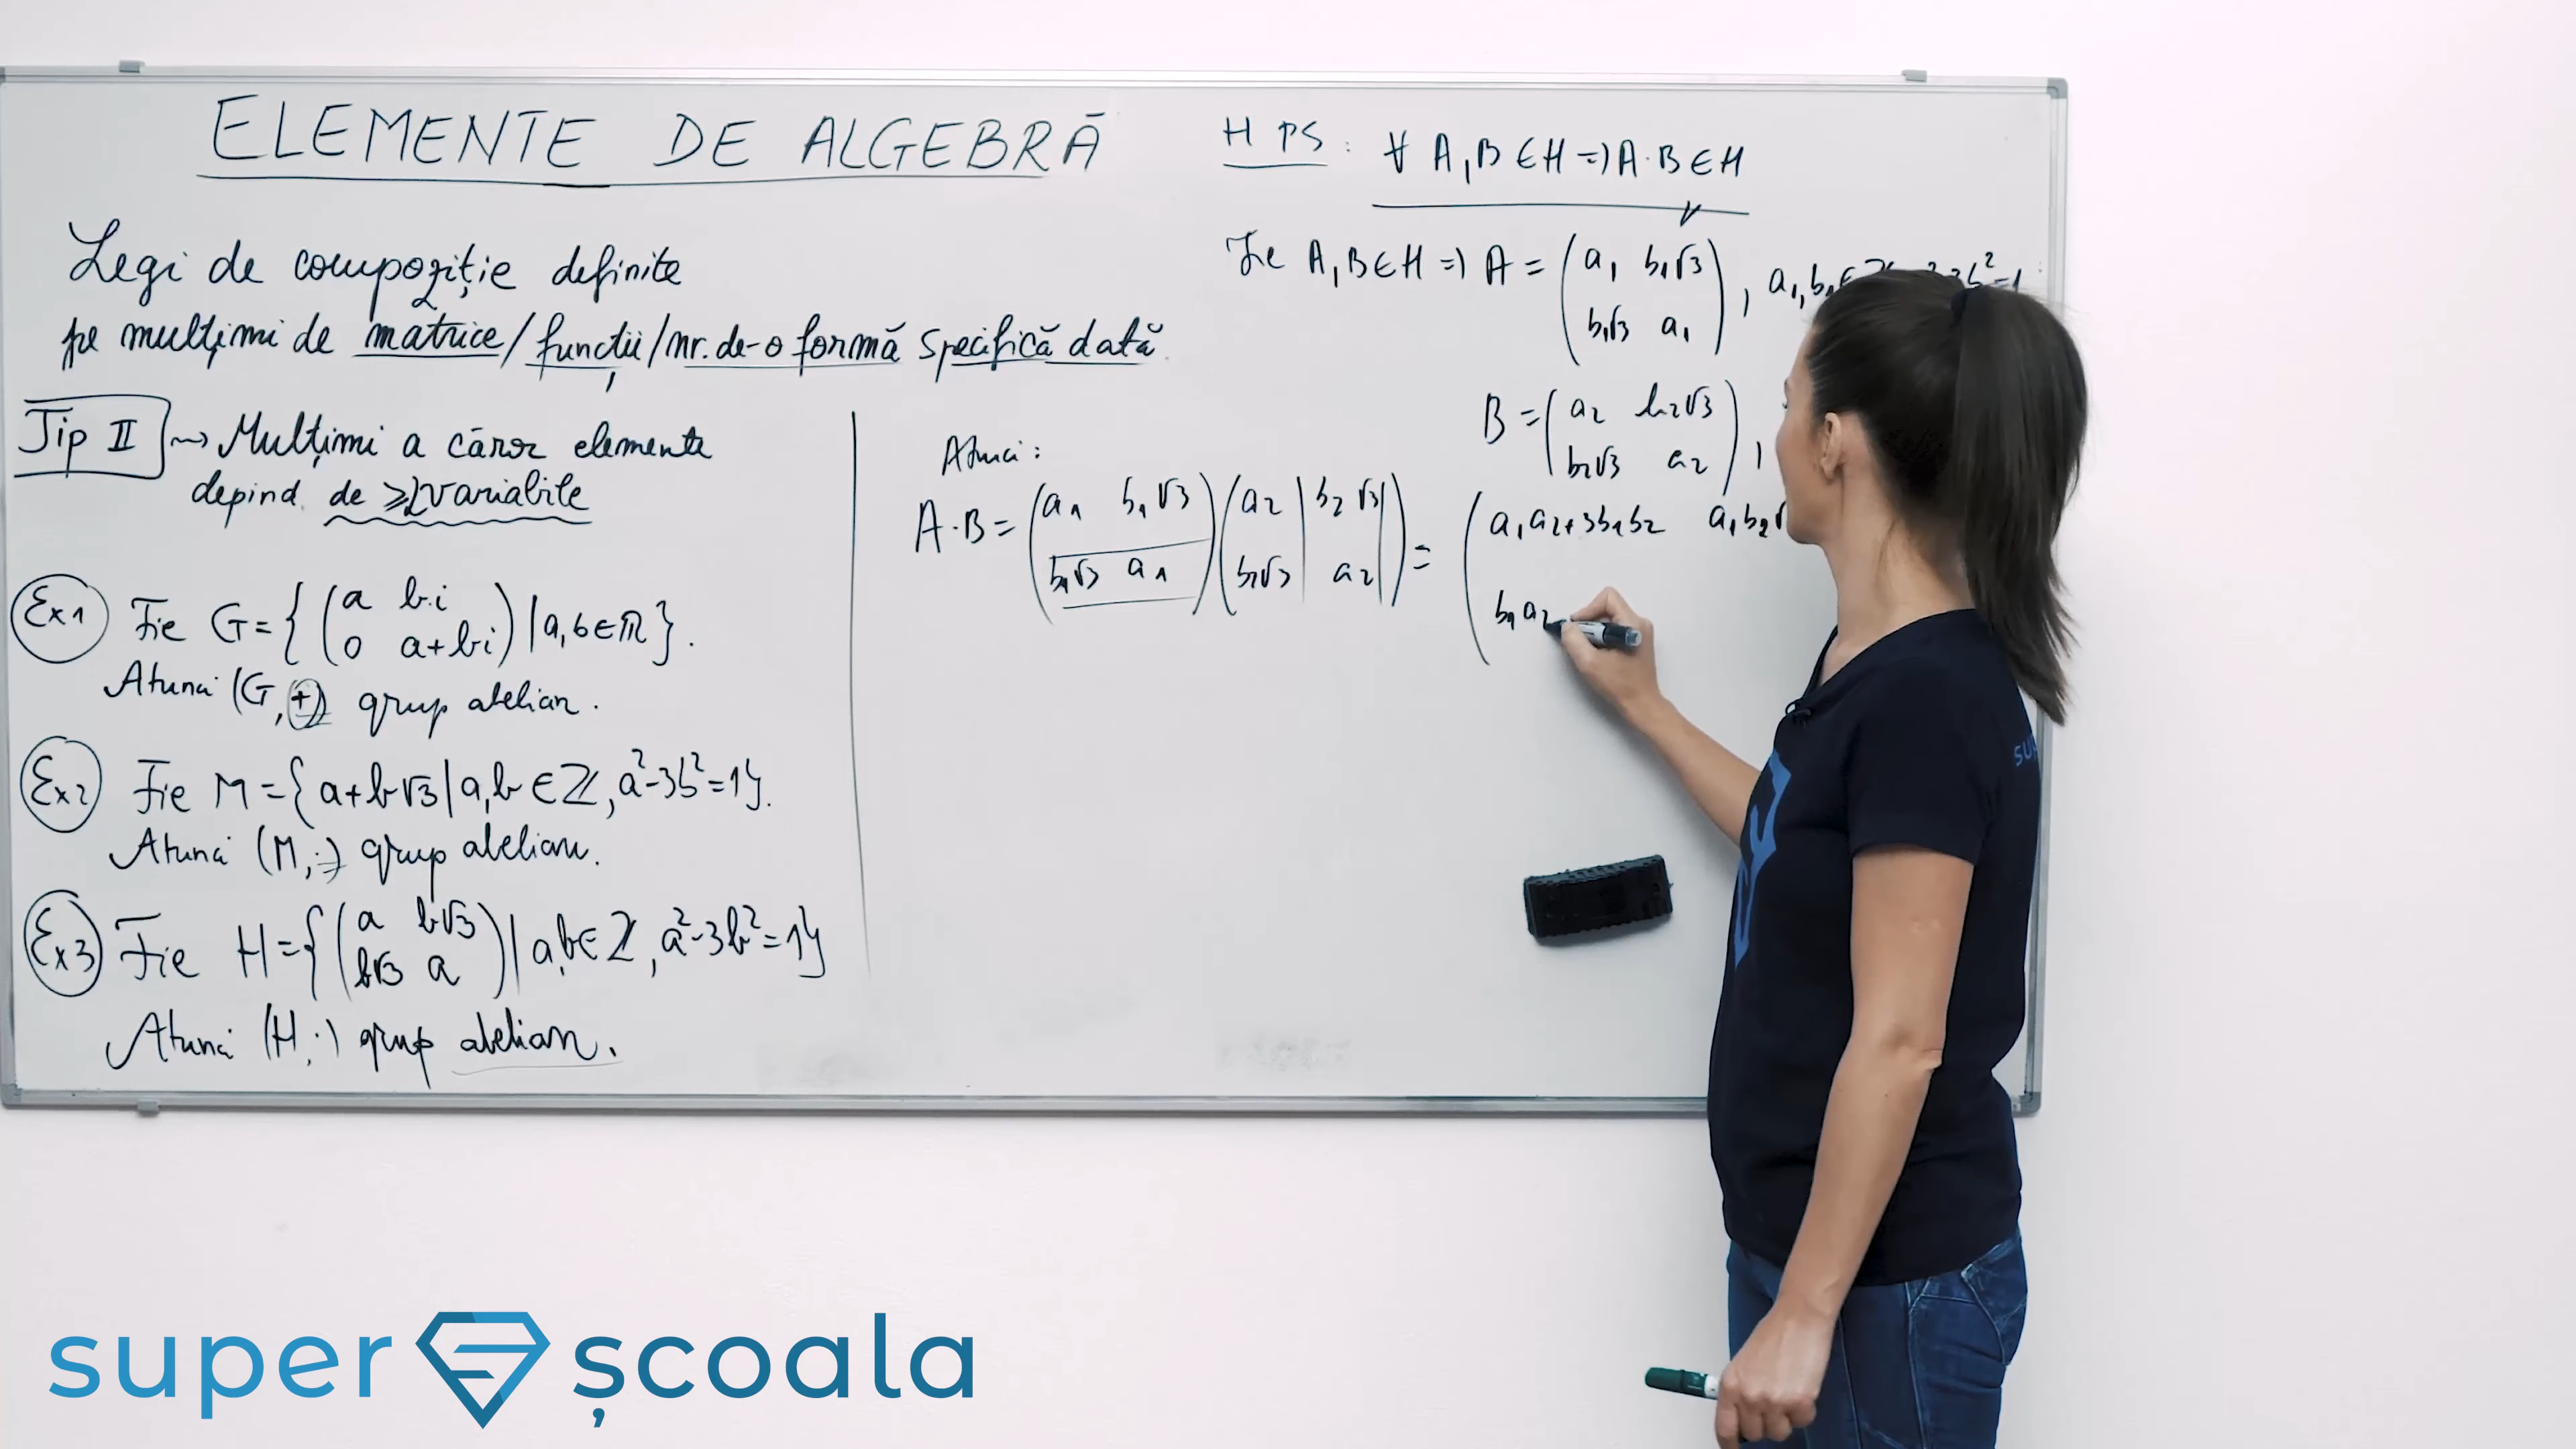 ELEMENTE DE ALGEBRĂ
Legi de compoziție definite
pe mulțimi de matrice/funcții/nr. de-o formă specifică dată.
Tip II ⇝ Mulțimi a căror elemente
depind de ≥2 variabile
Ex1 Fie G={ (a b·i
0 a+bi) | a,b∈ℝ}.
Atunci (G,+) grup abelian.
Ex2 Fie M={a+b√3 | a,b∈ℤ, a²-3b²=1}.
Atunci (M,·) grup abelian.
Ex3 Fie H={ (a b√3
b√3 a) | a,b∈ℤ, a²-3b²=1}
Atunci (H,·) grup abelian.
H PS: ∀ A,B∈H ⇒ A·B∈H
Fie A,B∈H ⇒ A = (a₁ b₁√3
b₁√3 a₁), a₁,b₁∈
B = (a₂ b₂√3
b₂√3 a₂),
Atunci:
A·B = (a₁ b₁√3
b₁√3 a₁) (a₂ b₂√3
b₂√3 a₂) = (a₁a₂+3b₁b₂ a₁b₂
b₁a₂
super școala